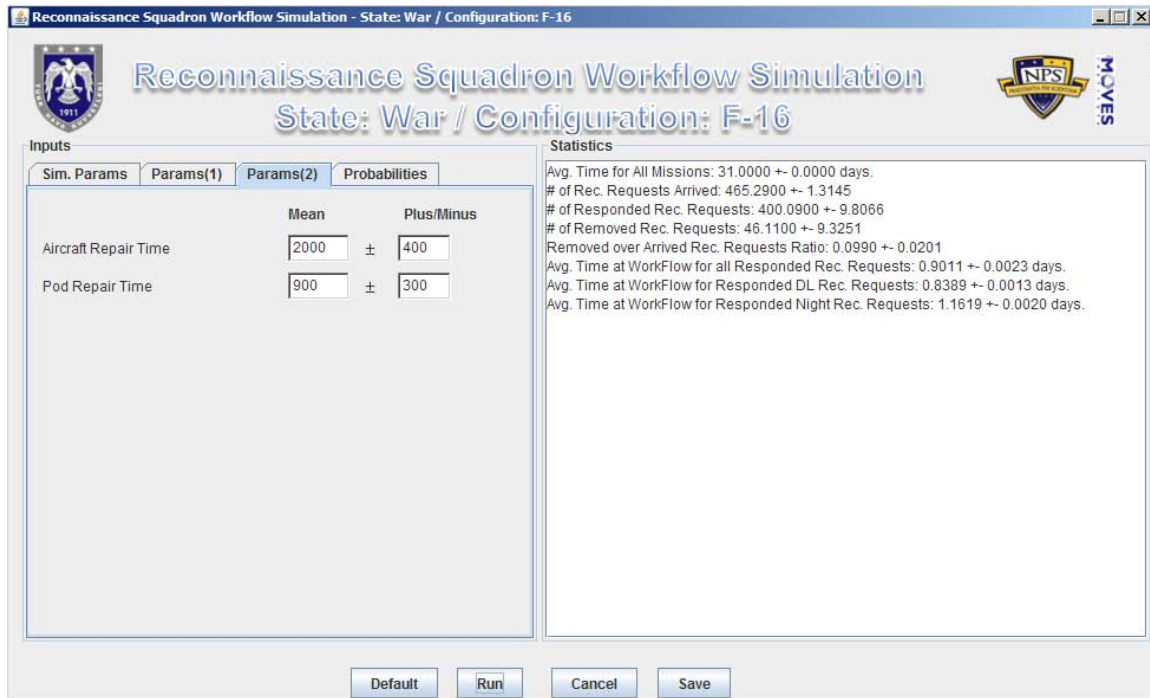 Reconnaissance Squadron Workflow Simulation - State: War / Configuration: F-16
Reconnaissance Squadron Workflow Simulation
State: War / Configuration: F-16
1911
NPS
MOVES
Inputs
Sim. Params Params(1) Params(2) Probabilities
Mean Plus/Minus
Aircraft Repair Time 2000 ± 400
Pod Repair Time 900 ± 300
Statistics
Avg. Time for All Missions: 31.0000 +- 0.0000 days.
# of Rec. Requests Arrived: 465.2900 +- 1.3145
# of Responded Rec. Requests: 400.0900 +- 9.8066
# of Removed Rec. Requests: 46.1100 +- 9.3251
Removed over Arrived Rec. Requests Ratio: 0.0990 +- 0.0201
Avg. Time at WorkFlow for all Responded Rec. Requests: 0.9011 +- 0.0023 days.
Avg. Time at WorkFlow for Responded DL Rec. Requests: 0.8389 +- 0.0013 days.
Avg. Time at WorkFlow for Responded Night Rec. Requests: 1.1619 +- 0.0020 days.
Default Run Cancel Save